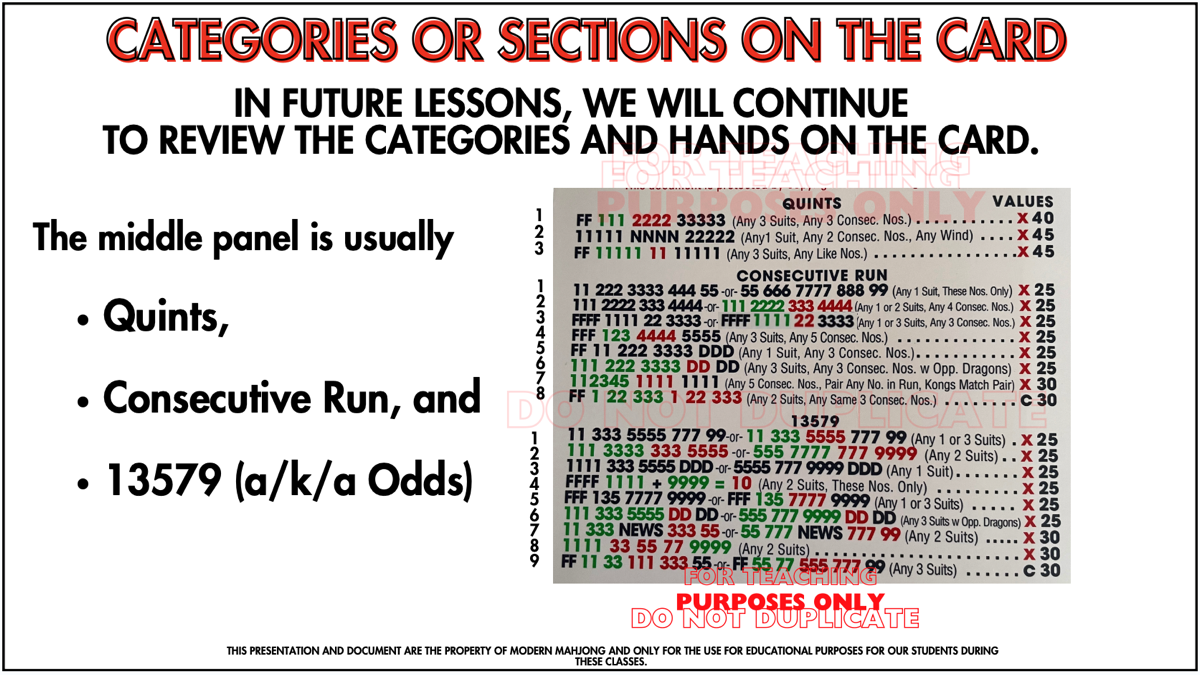 CATEGORIES OR SECTIONS ON THE CARD
IN FUTURE LESSONS, WE WILL CONTINUE
TO REVIEW THE CATEGORIES AND HANDS ON THE CARD.
The middle panel is usually
• Quints,
• Consecutive Run, and
• 13579 (a/k/a Odds)
FOR TEACHING
FOR TEACHING
PURPOSES ONLY
QUINTS VALUES
1 FF 111 2222 33333 (Any 3 Suits, Any 3 Consec. Nos.) . . . . . . . . . . . X 40
2 11111 NNNN 22222 (Any1 Suit, Any 2 Consec. Nos., Any Wind) . . . . X 45
3 FF 11111 11 11111 (Any 3 Suits, Any Like Nos.) . . . . . . . . . . . . . . . . X 45
CONSECUTIVE RUN
1 11 222 3333 444 55 -or- 55 666 7777 888 99 (Any 1 Suit, These Nos. Only) X 25
2 111 2222 333 4444 -or- 111 2222 333 4444 (Any 1 or 2 Suits, Any 4 Consec. Nos.) X 25
3 FFFF 1111 22 3333 -or- FFFF 1111 22 3333 (Any 1 or 3 Suits, Any 3 Consec. Nos.) X 25
4 FFF 123 4444 5555 (Any 3 Suits, Any 5 Consec. Nos.) . . . . . . . . . . . . X 25
5 FF 11 222 3333 DDD (Any 1 Suit, Any 3 Consec. Nos.) . . . . . . . . . . . X 25
6 111 222 3333 DD DD (Any 3 Suits, Any 3 Consec. Nos. w Opp. Dragons) X 25
7 112345 1111 1111 (Any 5 Consec. Nos., Pair Any No. in Run, Kongs Match Pair) X 30
8 FF 1 22 333 1 22 333 (Any 2 Suits, Any Same 3 Consec. Nos.) . . . . . . . . C 30
DO NOT DUPLICATE
13579
1 11 333 5555 777 99 -or- 11 333 5555 777 99 (Any 1 or 3 Suits) . X 25
2 111 3333 333 5555 -or- 555 7777 777 9999 (Any 2 Suits) . . X 25
3 1111 333 5555 DDD -or- 5555 777 9999 DDD (Any 1 Suit) . . . . X 25
4 FFFF 1111 + 9999 = 10 (Any 2 Suits, These Nos. Only) . . . . . . X 25
5 FFF 135 7777 9999 -or- FFF 135 7777 9999 (Any 1 or 3 Suits) . . . . . X 25
6 111 333 5555 DD DD -or- 555 777 9999 DD DD (Any 3 Suits w Opp. Dragons) X 25
7 11 333 NEWS 333 55 -or- 55 777 NEWS 777 99 (Any 2 Suits) . . . . . X 30
8 1111 33 55 77 9999 (Any 2 Suits) . . . . . . . . . . . . . . . . . . . . . . X 30
9 FF 11 33 111 333 55 -or- FF 55 77 555 777 99 (Any 3 Suits) . . . . . . C 30
FOR TEACHING
PURPOSES ONLY
DO NOT DUPLICATE
THIS PRESENTATION AND DOCUMENT ARE THE PROPERTY OF MODERN MAHJONG AND ONLY FOR THE USE FOR EDUCATIONAL PURPOSES FOR OUR STUDENTS DURING
THESE CLASSES.